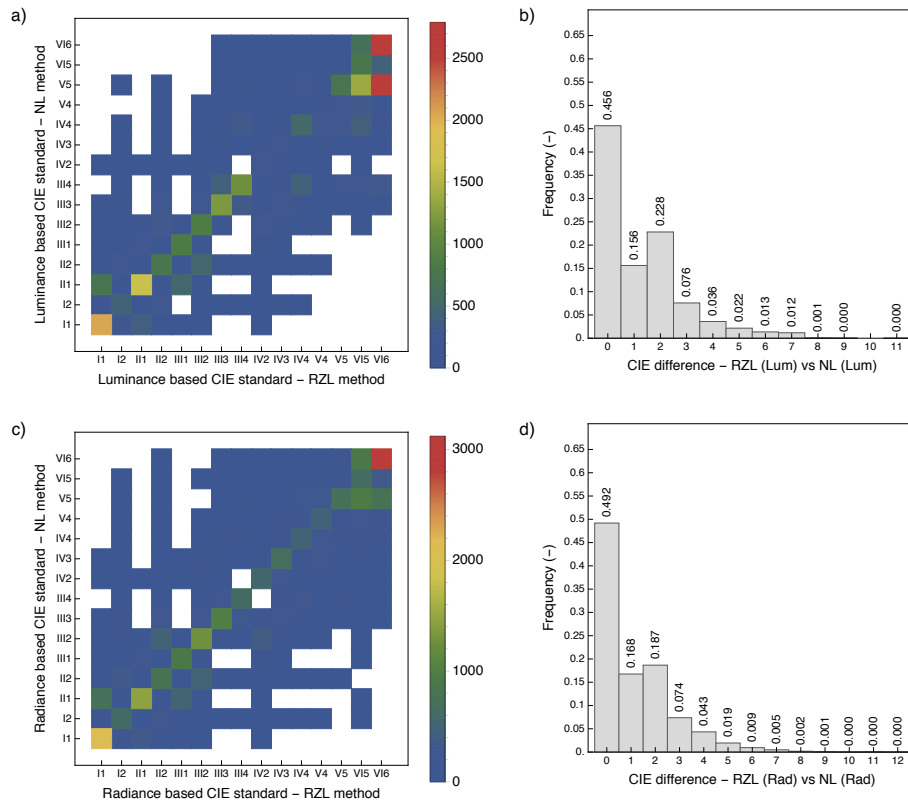 a)
Luminance based CIE standard – NL method
VI6
VI5
V5
V4
IV4
IV3
IV2
III4
III3
III2
III1
II2
II1
I2
I1
I1 I2 II1 II2 III1 III2 III3 III4 IV2 IV3 IV4 V4 V5 VI5 VI6
Luminance based CIE standard – RZL method
2500
2000
1500
1000
500
0
b)
Frequency (–)
0.65
0.6
0.55
0.5
0.45
0.4
0.35
0.3
0.25
0.2
0.15
0.1
0.05
0.
0.456
0.156
0.228
0.076
0.036
0.022
0.013
0.012
0.001
0.000
0.000
0 1 2 3 4 5 6 7 8 9 10 11
CIE difference – RZL (Lum) vs NL (Lum)
c)
Radiance based CIE standard – NL method
VI6
VI5
V5
V4
IV4
IV3
IV2
III4
III3
III2
III1
II2
II1
I2
I1
I1 I2 II1 II2 III1 III2 III3 III4 IV2 IV3 IV4 V4 V5 VI5 VI6
Radiance based CIE standard – RZL method
3000
2000
1000
0
d)
Frequency (–)
0.65
0.6
0.55
0.5
0.45
0.4
0.35
0.3
0.25
0.2
0.15
0.1
0.05
0.
0.492
0.168
0.187
0.074
0.043
0.019
0.009
0.005
0.002
0.001
0.000
0.000
0.000
0 1 2 3 4 5 6 7 8 9 10 11 12
CIE difference – RZL (Rad) vs NL (Rad)